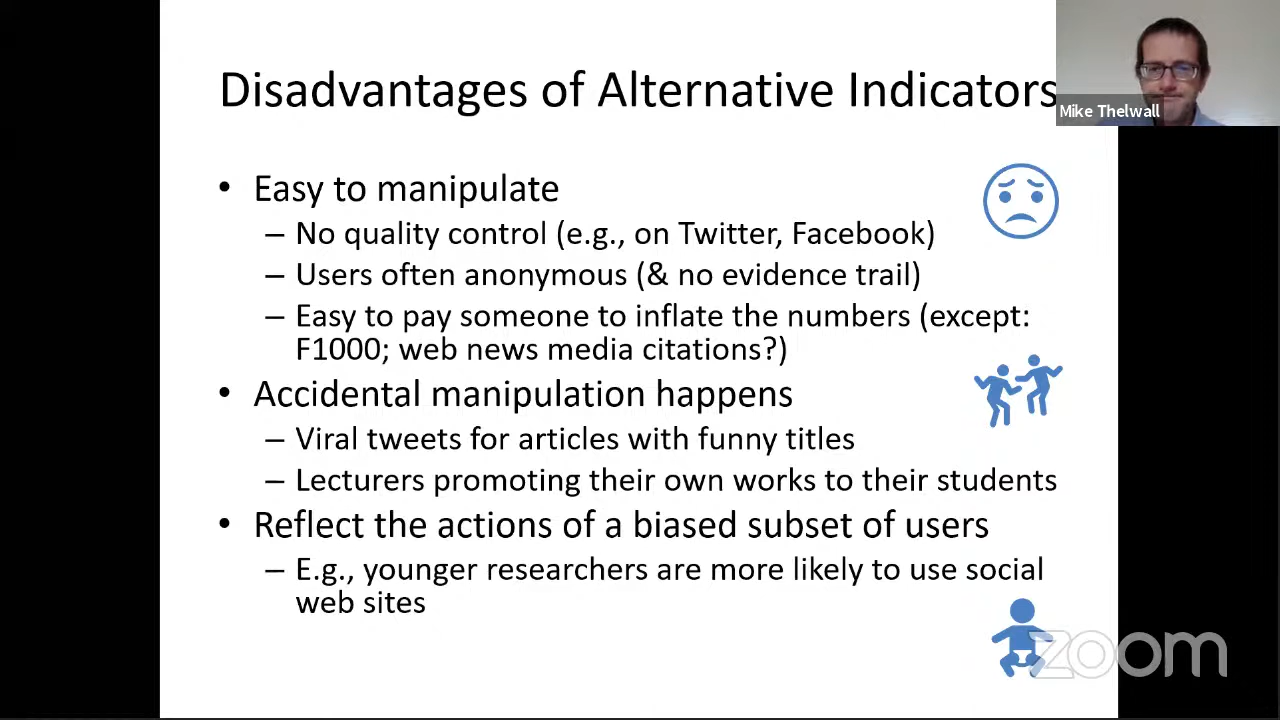 Disadvantages of Alternative Indicators
Mike Thelwall
• Easy to manipulate
– No quality control (e.g., on Twitter, Facebook)
– Users often anonymous (& no evidence trail)
– Easy to pay someone to inflate the numbers (except:
F1000; web news media citations?)
• Accidental manipulation happens
– Viral tweets for articles with funny titles
– Lecturers promoting their own works to their students
• Reflect the actions of a biased subset of users
– E.g., younger researchers are more likely to use social
web sites
zoom